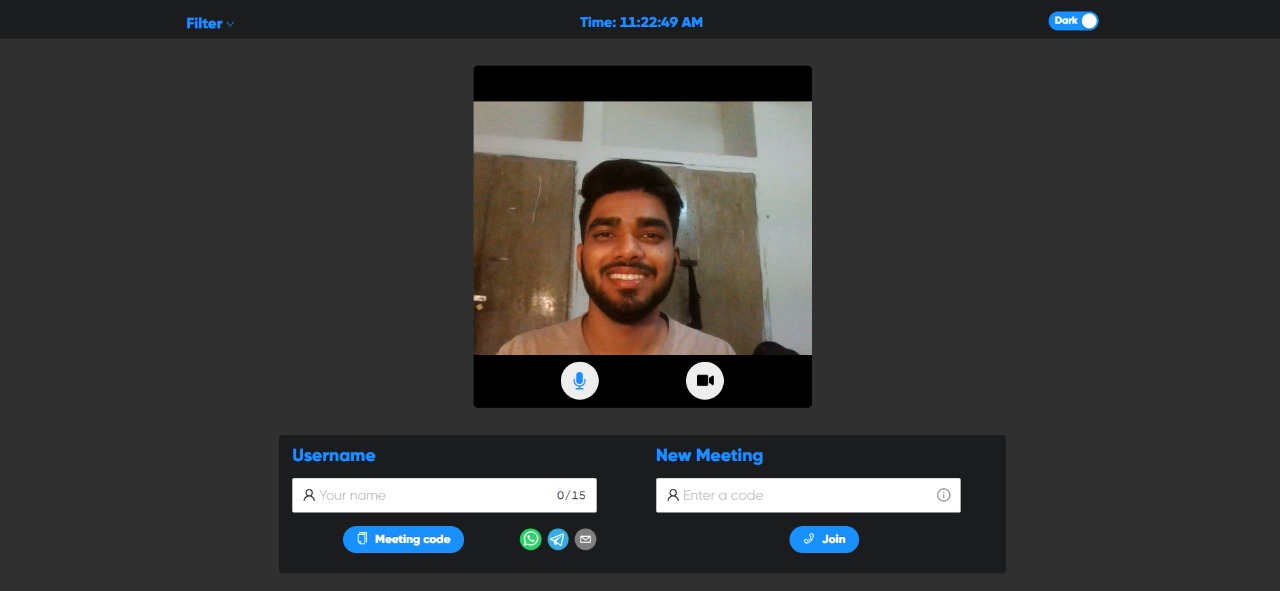 Filter
Time: 11:22:49 AM
Dark
Username
New Meeting
Your name
0/15
Enter a code
Meeting code
Join